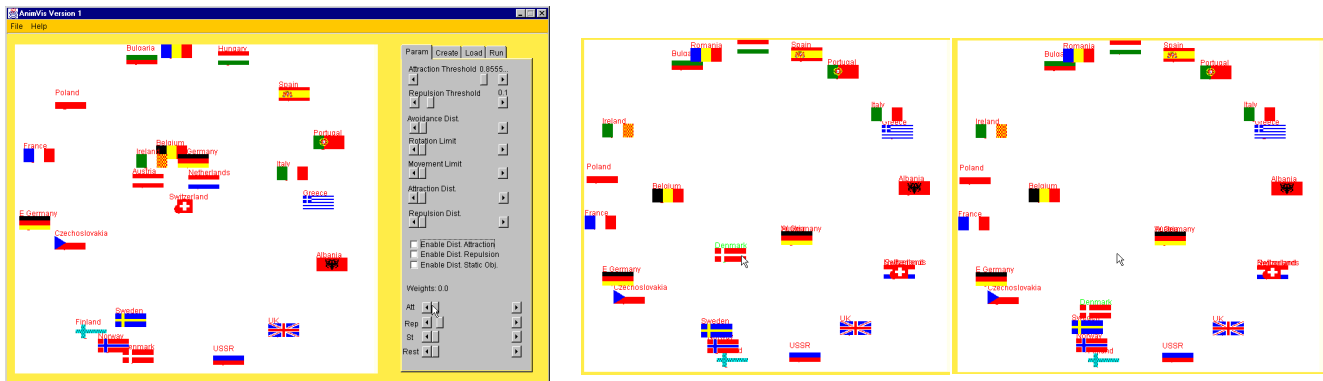 AnimVis Version 1
File Help
Bulgaria
Hungary
Spain
Poland
Portugal
France
Belgium
Ireland
Germany
Italy
Austria
Netherlands
Switzerland
Greece
E Germany
Czechoslovakia
Albania
Sweden
Finland
UK
Norway
USSR
Param Create Load Run
Attraction Threshold 0.8555...
Repulsion Threshold 0.1
Avoidance Dist.
Rotation Limit
Movement Limit
Attraction Dist.
Repulsion Dist.
Enable Dist. Attraction
Enable Dist. Repulsion
Enable Dist. Static Obj.
Weights: 0.0
Att
Rep
St
Rest
Romania
Spain
Portugal
Italy
Ireland
Poland
Albania
Belgium
France
Denmark
E Germany
Czechoslovakia
UK
USSR
Romania
Spain
Portugal
Italy
Ireland
Poland
Albania
Belgium
France
E Germany
Denmark
UK
USSR